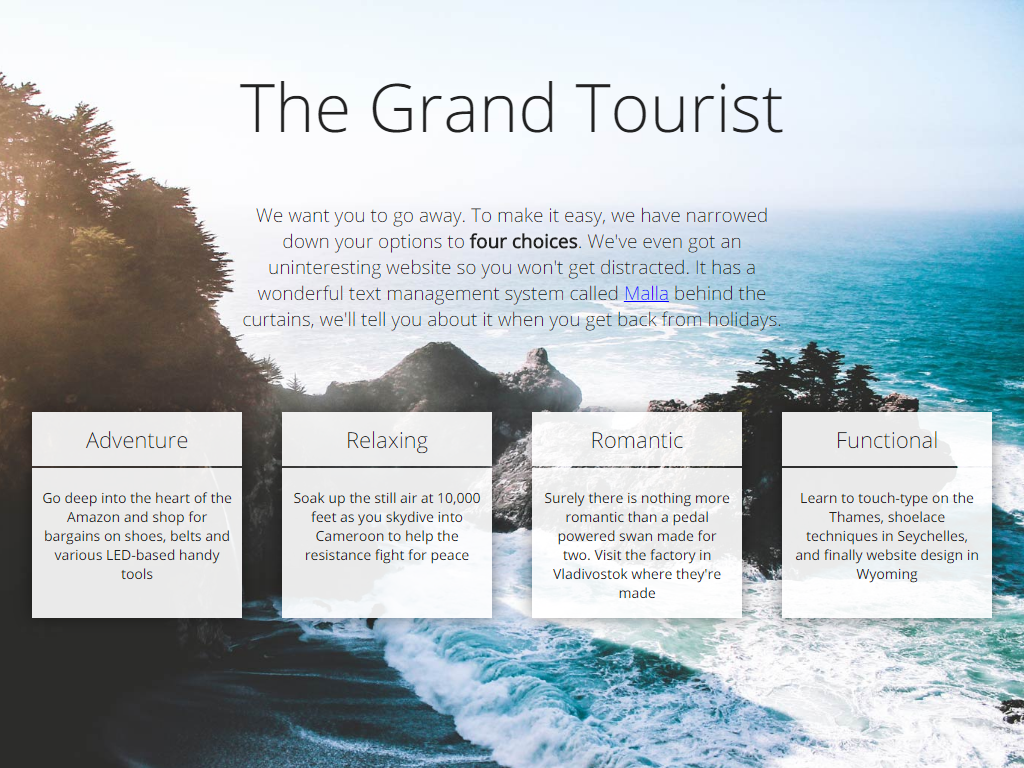 The Grand Tourist
We want you to go away. To make it easy, we have narrowed
down your options to four choices. We've even got an
uninteresting website so you won't get distracted. It has a
wonderful text management system called Malla behind the
curtains, we'll tell you about it when you get back from holidays.
Adventure
Go deep into the heart of the
Amazon and shop for
bargains on shoes, belts and
various LED-based handy
tools
Relaxing
Soak up the still air at 10,000
feet as you skydive into
Cameroon to help the
resistance fight for peace
Romantic
Surely there is nothing more
romantic than a pedal
powered swan made for
two. Visit the factory in
Vladivostok where they're
made
Functional
Learn to touch-type on the
Thames, shoelace
techniques in Seychelles,
and finally website design in
Wyoming